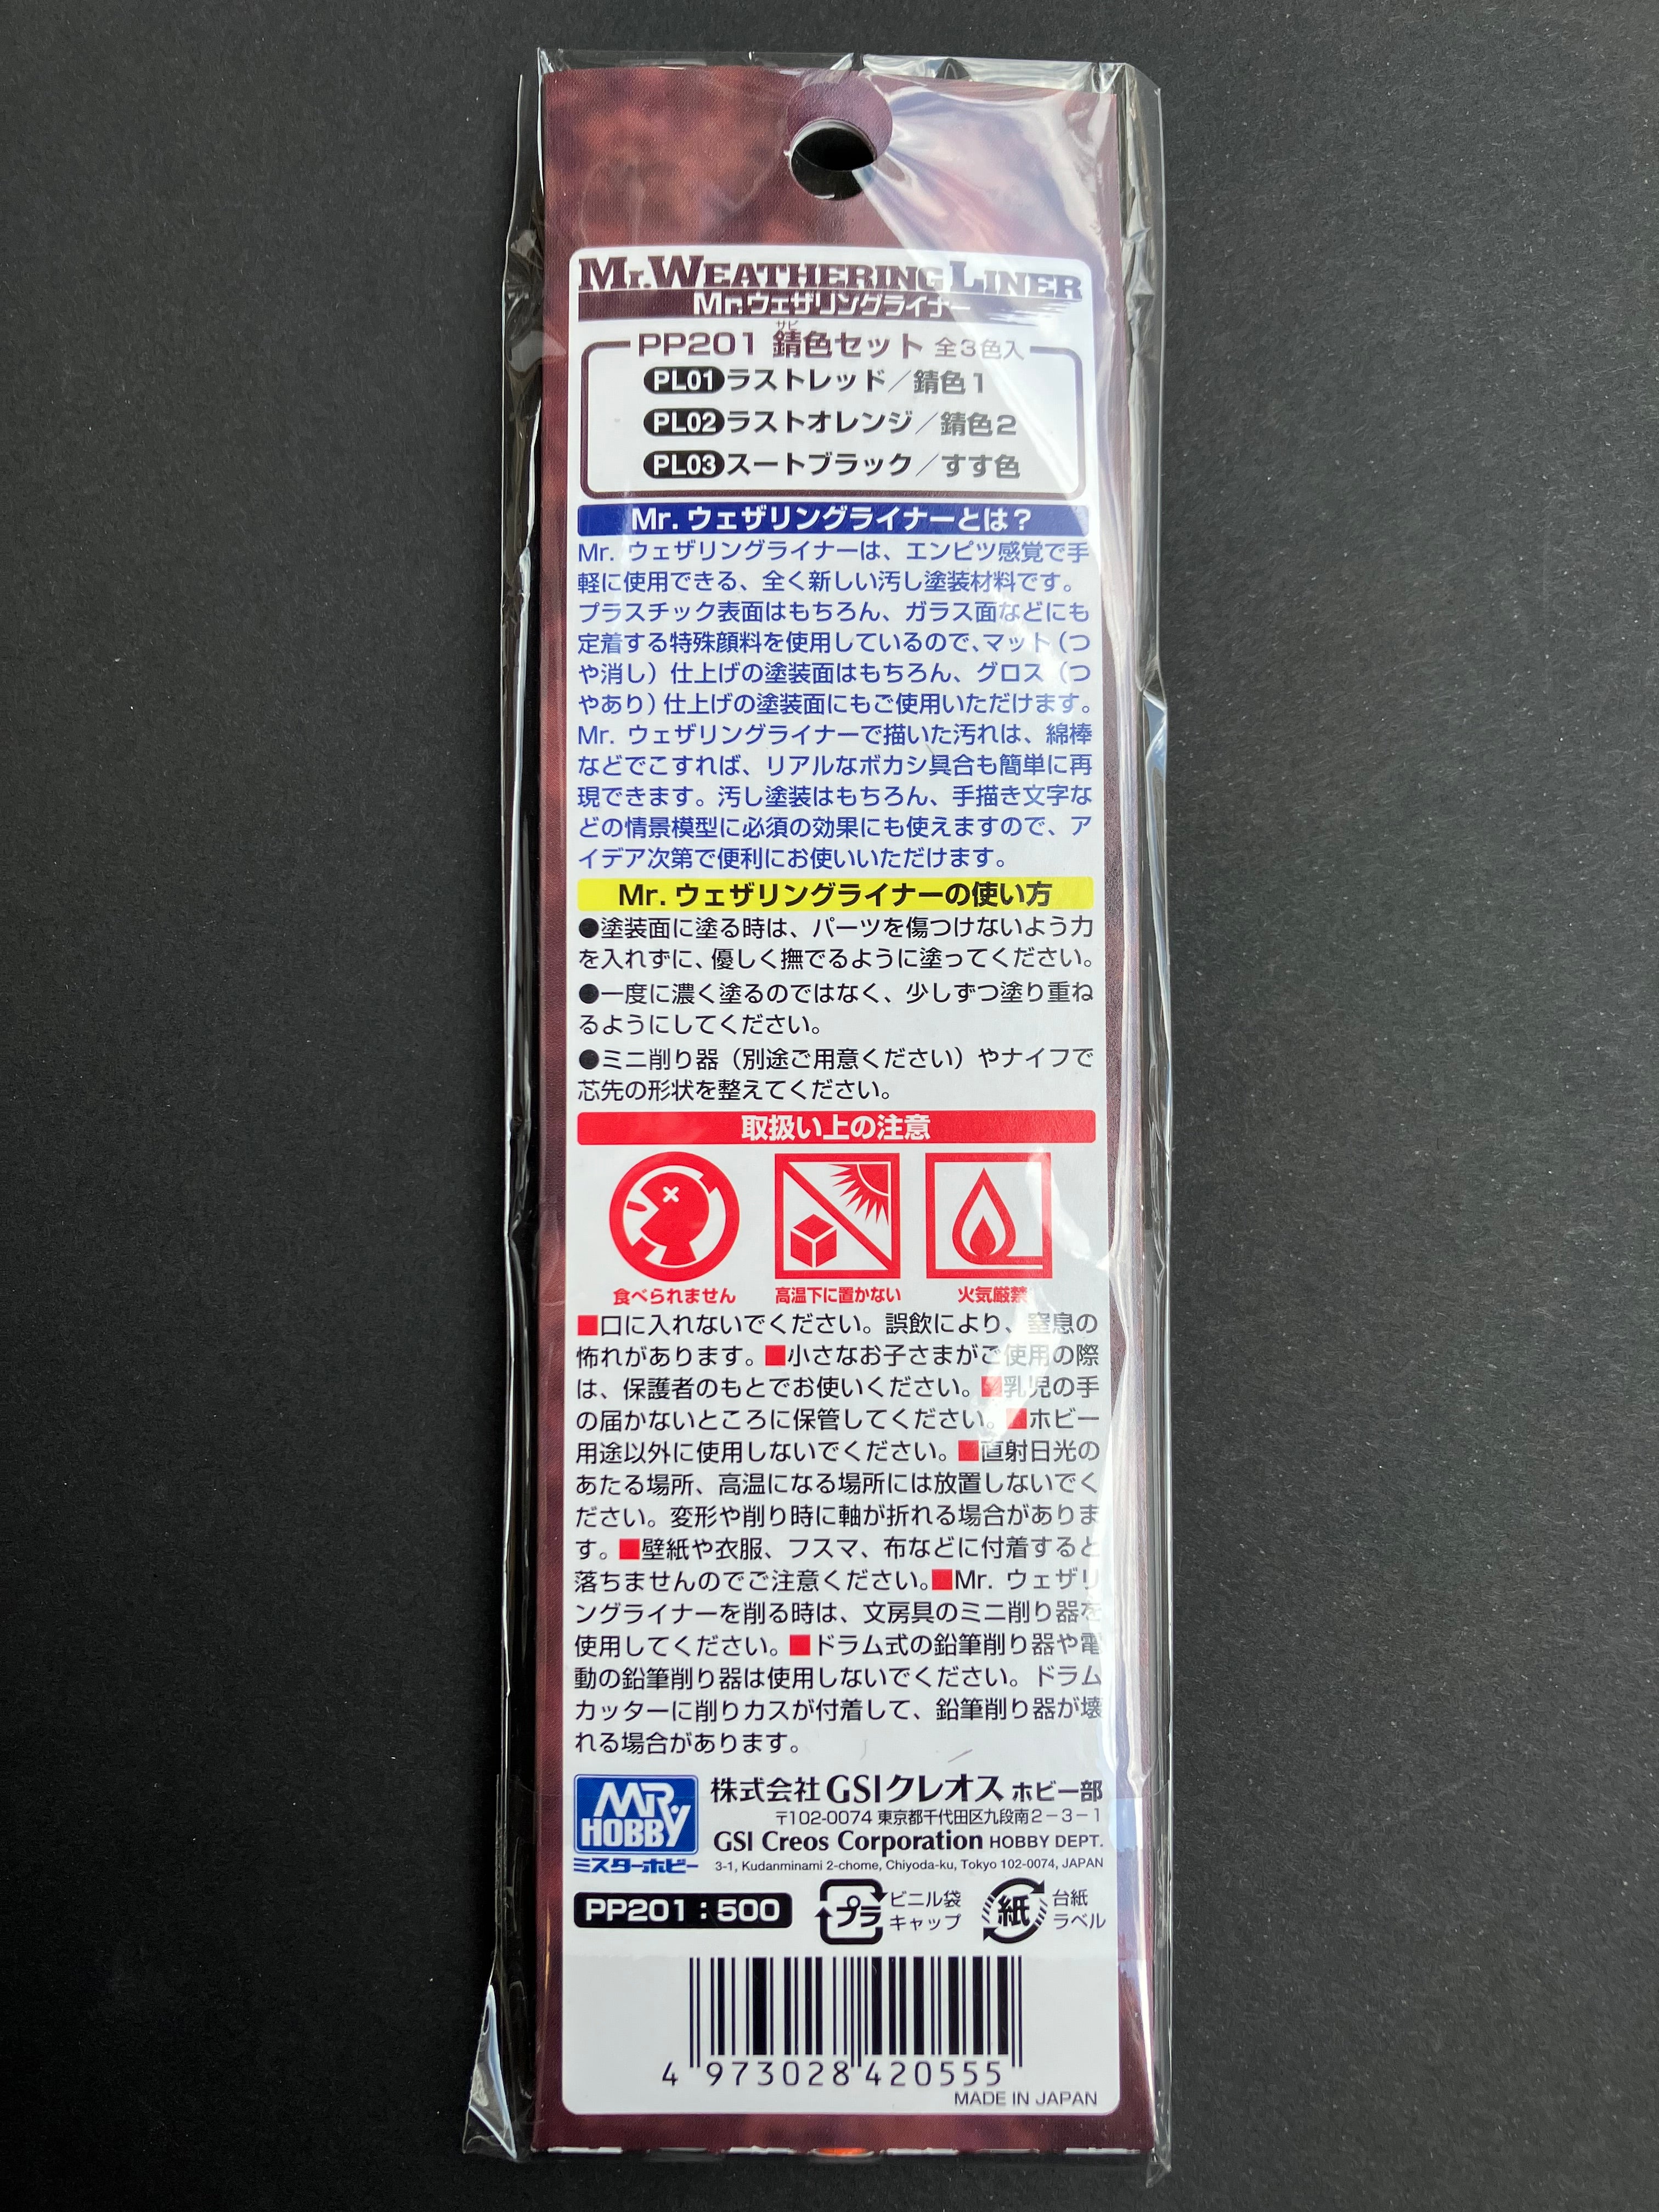 Mr.WEATHERING LINER
Mr.ウェザリングライナー
サビ
PP201 錆色セット 全3色入
PL01 ラストレッド／錆色1
PL02 ラストオレンジ／錆色2
PL03 スートブラック／すす色
Mr.ウェザリングライナーとは？
Mr. ウェザリングライナーは、エンピツ感覚で手
軽に使用できる、全く新しい汚し塗装材料です。
プラスチック表面はもちろん、ガラス面などにも
定着する特殊顔料を使用しているので、マット（つ
や消し）仕上げの塗装面はもちろん、グロス（つ
やあり）仕上げの塗装面にもご使用いただけます。
Mr. ウェザリングライナーで描いた汚れは、綿棒
などでこすれば、リアルなボカシ具合も簡単に再
現できます。汚し塗装はもちろん、手描き文字な
どの情景模型に必須の効果にも使えますので、ア
イデア次第で便利にお使いいただけます。
Mr. ウェザリングライナーの使い方
●塗装面に塗る時は、パーツを傷つけないよう力
を入れずに、優しく撫でるように塗ってください。
●一度に濃く塗るのではなく、少しずつ塗り重ね
るようにしてください。
●ミニ削り器（別途ご用意ください）やナイフで
芯先の形状を整えてください。
取扱い上の注意
食べられません 高温下に置かない 火気厳禁
■口に入れないでください。誤飲により、窒息の
怖れがあります。■小さなお子さまがご使用の際
は、保護者のもとでお使いください。■乳児の手
の届かないところに保管してください。■ホビー
用途以外に使用しないでください。■直射日光の
あたる場所、高温になる場所には放置しないでく
ださい。変形や削り時に軸が折れる場合がありま
す。■壁紙や衣服、フスマ、布などに付着すると
落ちませんのでご注意ください。■Mr. ウェザリ
ングライナーを削る時は、文房具のミニ削り器を
使用してください。■ドラム式の鉛筆削り器や電
動の鉛筆削り器は使用しないでください。ドラム
カッターに削りカスが付着して、鉛筆削り器が壊
れる場合があります。
MR HOBBY
ミスターホビー
株式会社 GSIクレオス ホビー部
〒102-0074 東京都千代田区九段南2−3−1
GSI Creos Corporation HOBBY DEPT.
3-1, Kudanminami 2-chome, Chiyoda-ku, Tokyo 102-0074, JAPAN
PP201：500
プラ ビニル袋
キャップ
紙 台紙
ラベル
4 973028 420555
MADE IN JAPAN